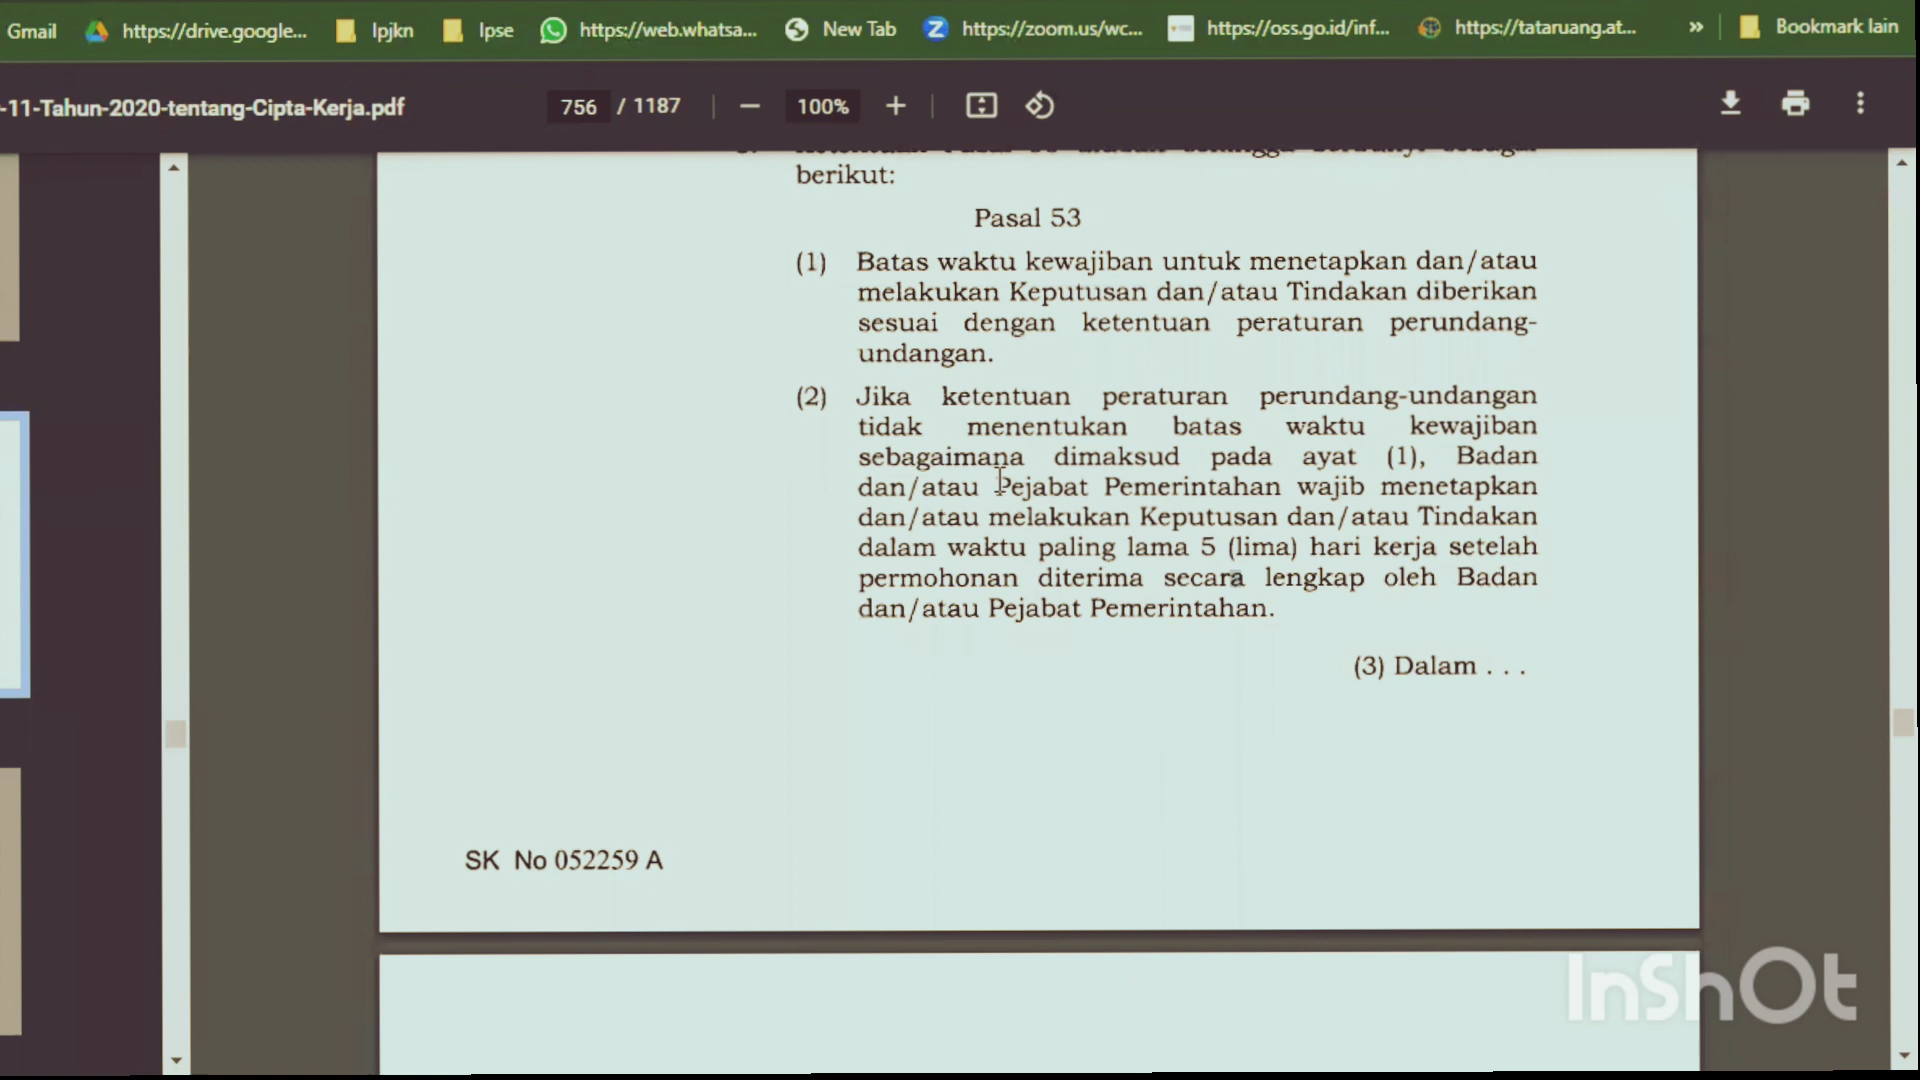 Gmail https://drive.google... lpjkn lpse https://web.whatsa... New Tab https://zoom.us/wc... https://oss.go.id/inf... https://tataruang.at... » Bookmark lain
-11-Tahun-2020-tentang-Cipta-Kerja.pdf 756 / 1187 — 100% +
berikut:
Pasal 53
(1) Batas waktu kewajiban untuk menetapkan dan/atau
melakukan Keputusan dan/atau Tindakan diberikan
sesuai dengan ketentuan peraturan perundang-
undangan.
(2) Jika ketentuan peraturan perundang-undangan
tidak menentukan batas waktu kewajiban
sebagaimana dimaksud pada ayat (1), Badan
dan/atau Pejabat Pemerintahan wajib menetapkan
dan/atau melakukan Keputusan dan/atau Tindakan
dalam waktu paling lama 5 (lima) hari kerja setelah
permohonan diterima secara lengkap oleh Badan
dan/atau Pejabat Pemerintahan.
(3) Dalam . . .
SK No 052259 A
InShOt